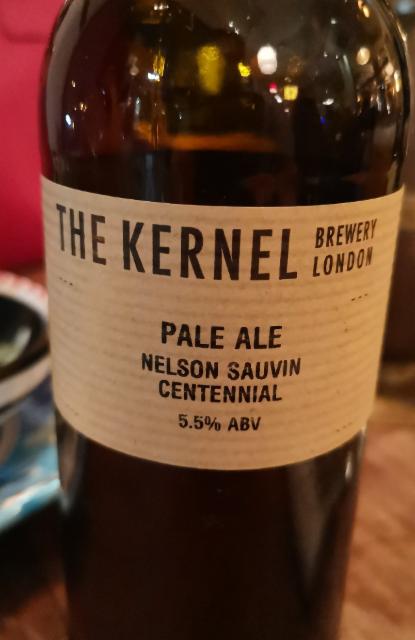 THE KERNEL BREWERY LONDON
PALE ALE
NELSON SAUVIN
CENTENNIAL
5.5% ABV